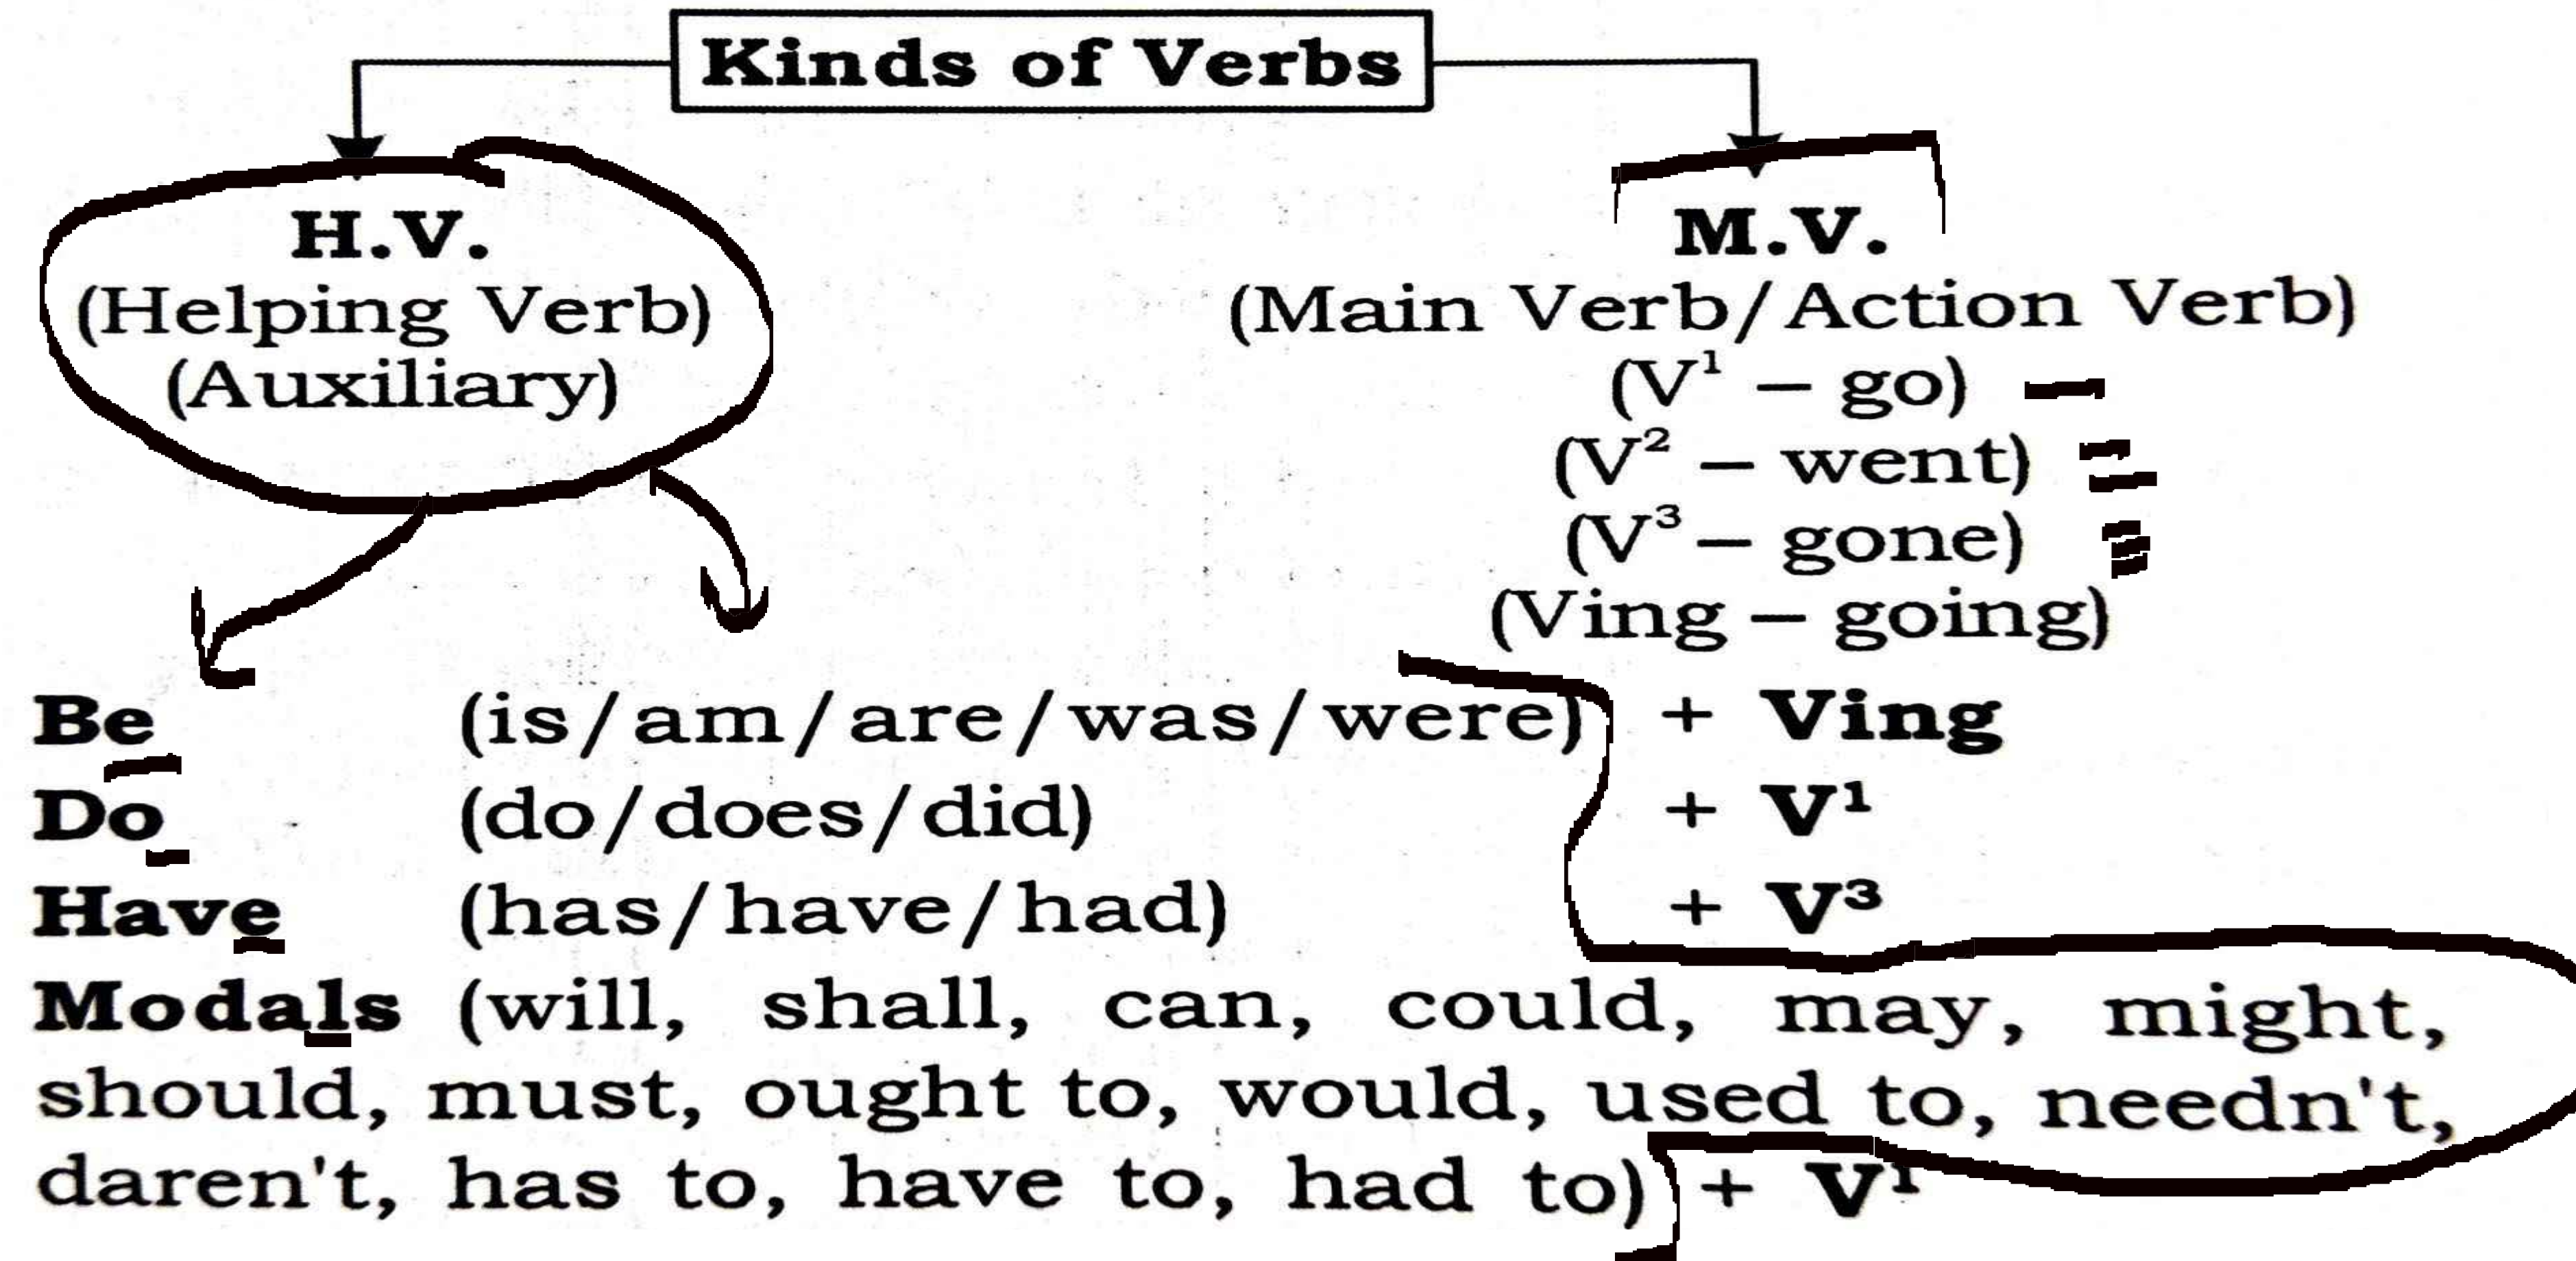 Kinds of Verbs
H.V.
(Helping Verb)
(Auxiliary)
M.V.
(Main Verb/Action Verb)
(V¹ – go)
(V² – went)
(V³ – gone)
(Ving – going)
Be (is/am/are/was/were) + Ving
Do (do/does/did) + V¹
Have (has/have/had) + V³
Modals (will, shall, can, could, may, might,
should, must, ought to, would, used to, needn't,
daren't, has to, have to, had to) + V¹